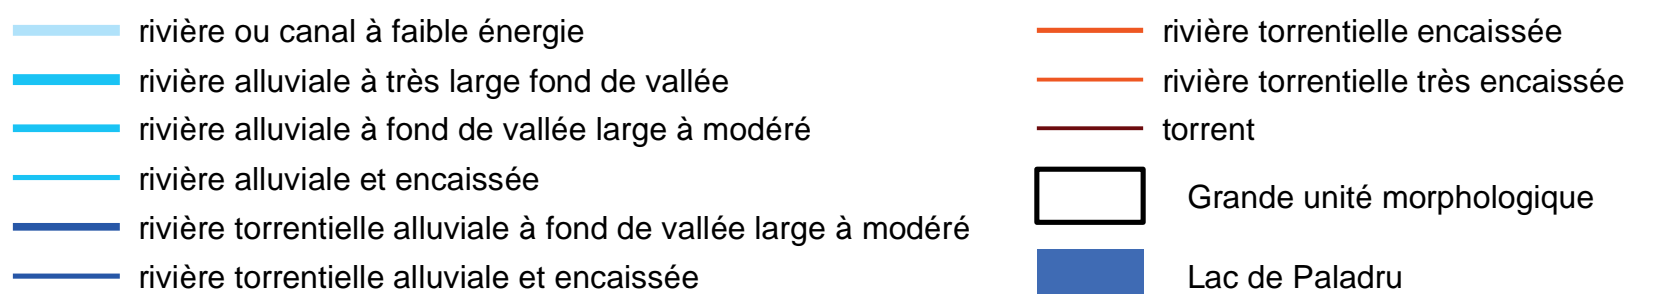 rivière ou canal à faible énergie
rivière alluviale à très large fond de vallée
rivière alluviale à fond de vallée large à modéré
rivière alluviale et encaissée
rivière torrentielle alluviale à fond de vallée large à modéré
rivière torrentielle alluviale et encaissée
rivière torrentielle encaissée
rivière torrentielle très encaissée
torrent
Grande unité morphologique
Lac de Paladru